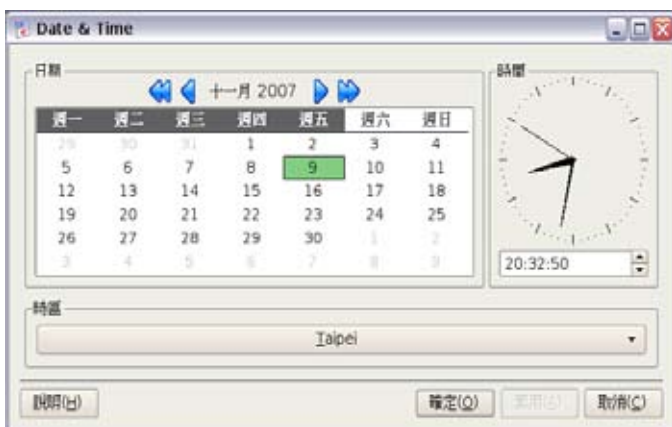 Date & Time
日期
十一月 2007
週一 週二 週三 週四 週五 週六 週日
29 30 31 1 2 3 4
5 6 7 8 9 10 11
12 13 14 15 16 17 18
19 20 21 22 23 24 25
26 27 28 29 30 1 2
3 4 5 6 7 8 9
時間
20:32:50
時區
Taipei
說明(H)
確定(O)
套用(A)
取消(C)